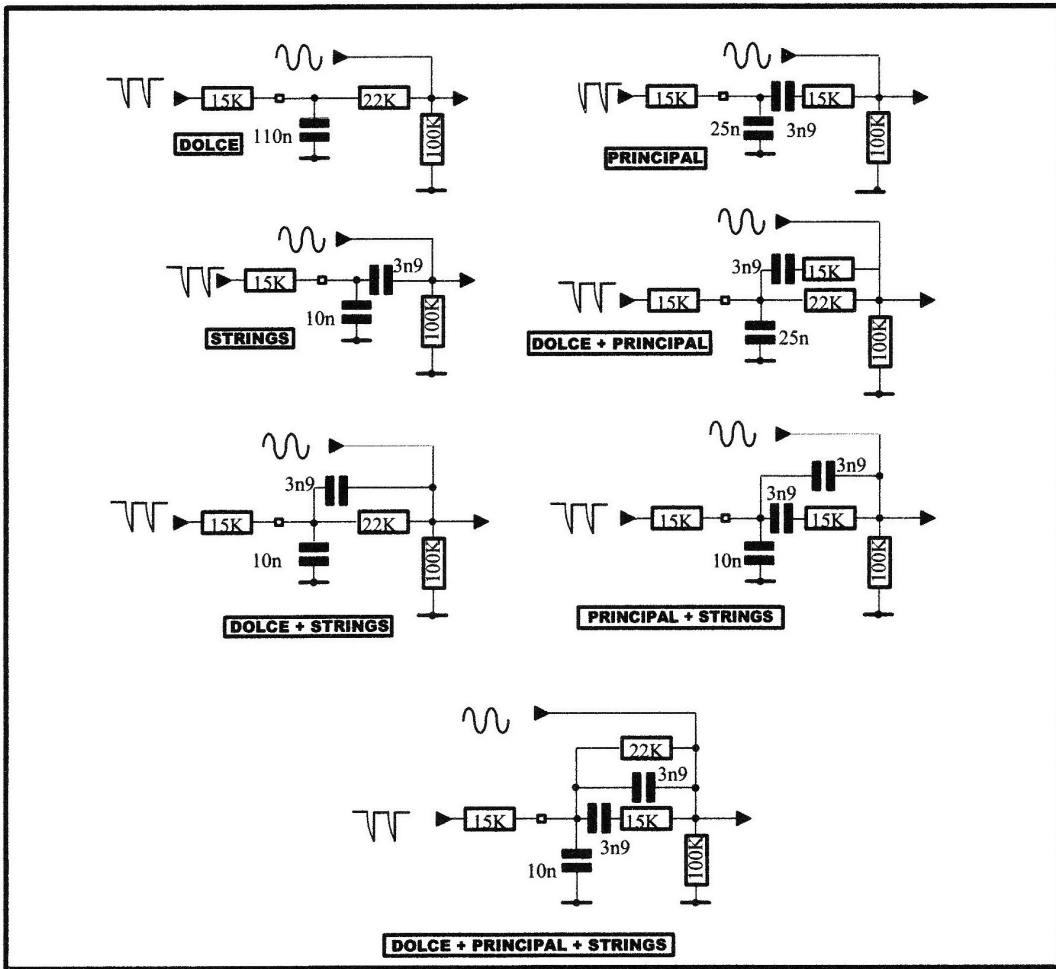 15K
22K
110n
100K
DOLCE
15K
15K
25n
3n9
100K
PRINCIPAL
3n9
15K
10n
100K
STRINGS
3n9
15K
15K
22K
25n
100K
DOLCE + PRINCIPAL
3n9
15K
22K
10n
100K
DOLCE + STRINGS
3n9
3n9
15K
15K
10n
100K
PRINCIPAL + STRINGS
22K
3n9
15K
15K
3n9
10n
100K
DOLCE + PRINCIPAL + STRINGS